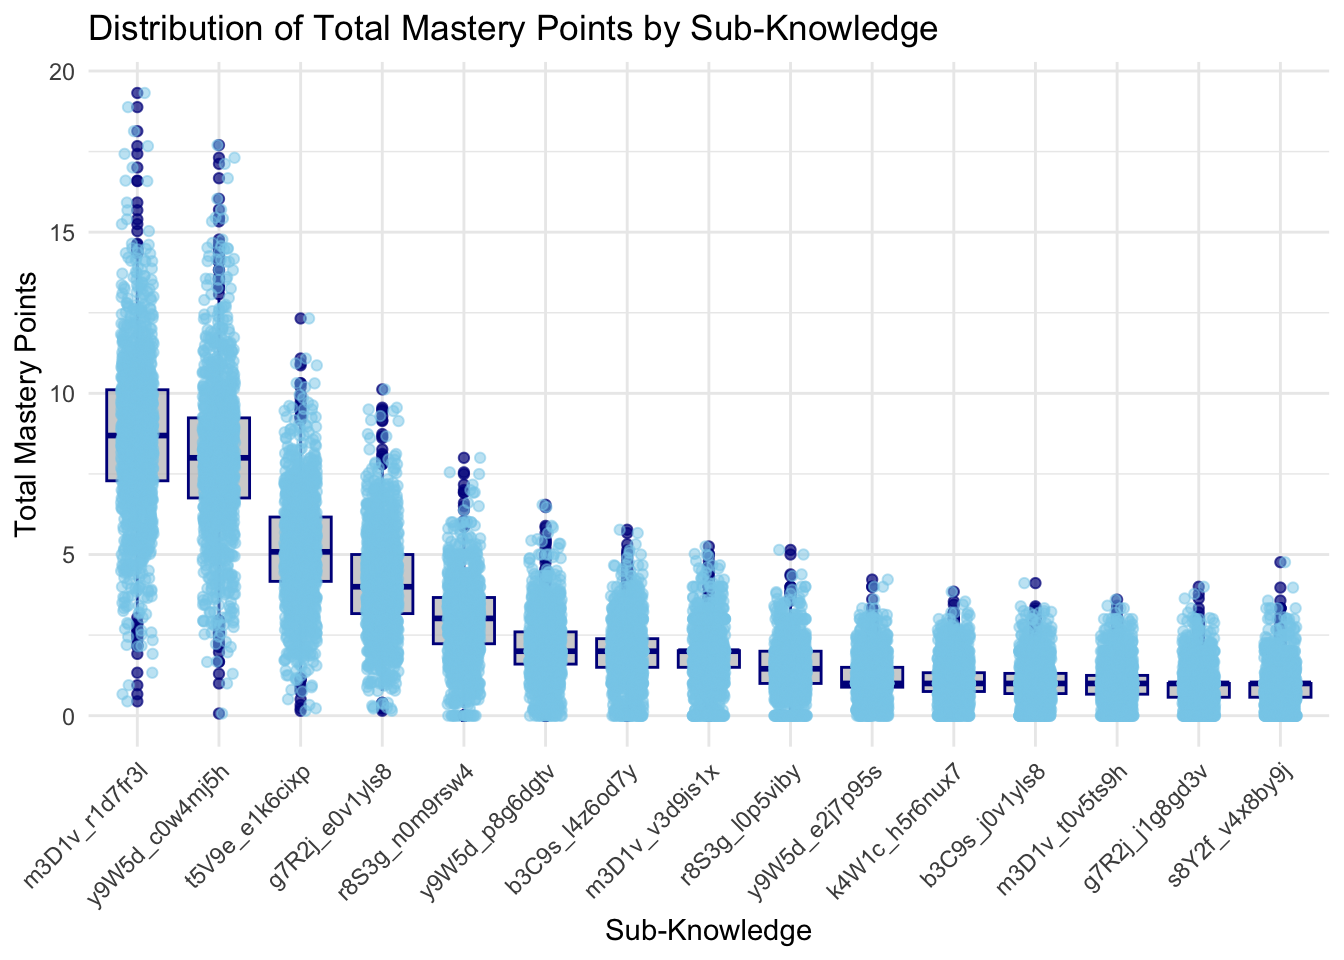 Distribution of Total Mastery Points by Sub-Knowledge
Total Mastery Points
20
15
10
5
0
m3D1v_r1d7fr3l
y9W5d_c0w4mj5h
t5V9e_e1k6cixp
g7R2j_e0v1yls8
r8S3g_n0m9rsw4
y9W5d_p8g6dgtv
b3C9s_l4z6od7y
m3D1v_v3d9is1x
r8S3g_l0p5viby
y9W5d_e2j7p95s
k4W1c_h5r6nux7
b3C9s_j0v1yls8
m3D1v_t0v5ts9h
g7R2j_j1g8gd3v
s8Y2f_v4x8by9j
Sub-Knowledge